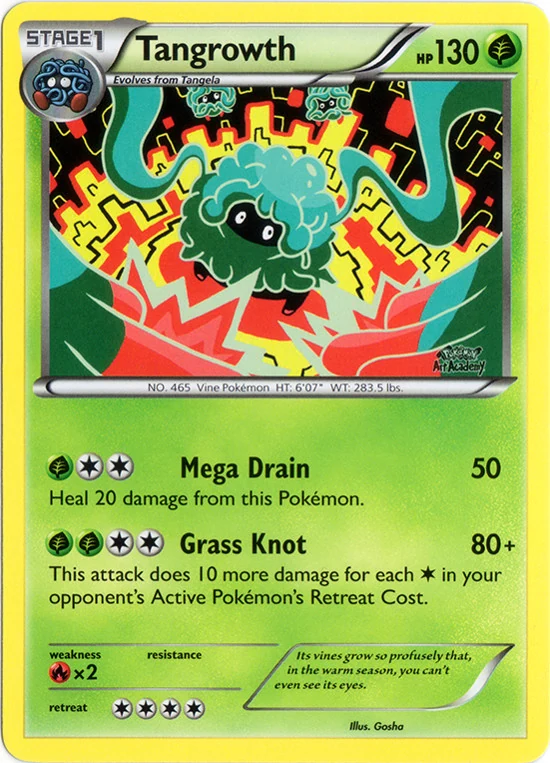 STAGE1
Tangrowth
HP130
Evolves from Tangela
Pokémon
Art Academy
NO. 465 Vine Pokémon HT: 6'07" WT: 283.5 lbs.
Mega Drain 50
Heal 20 damage from this Pokémon.
Grass Knot 80+
This attack does 10 more damage for each in your
opponent's Active Pokémon's Retreat Cost.
weakness resistance
×2
retreat
Its vines grow so profusely that,
in the warm season, you can't
even see its eyes.
Illus. Gosha